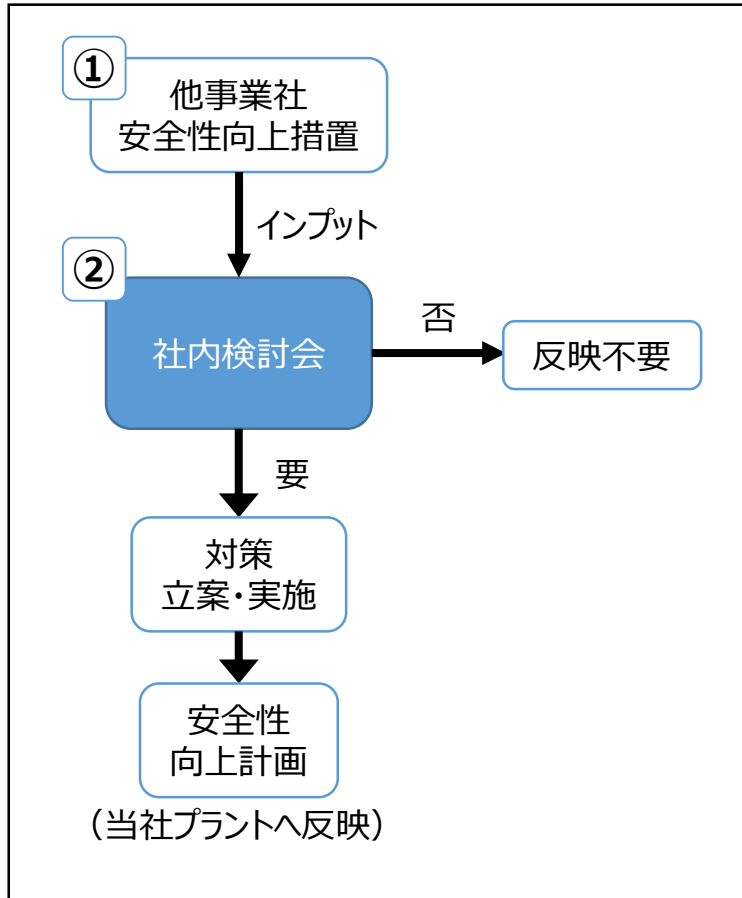 ①
他事業社
安全性向上措置
インプット
②
社内検討会
否
反映不要
要
対策
立案・実施
安全性
向上計画
（当社プラントへ反映）